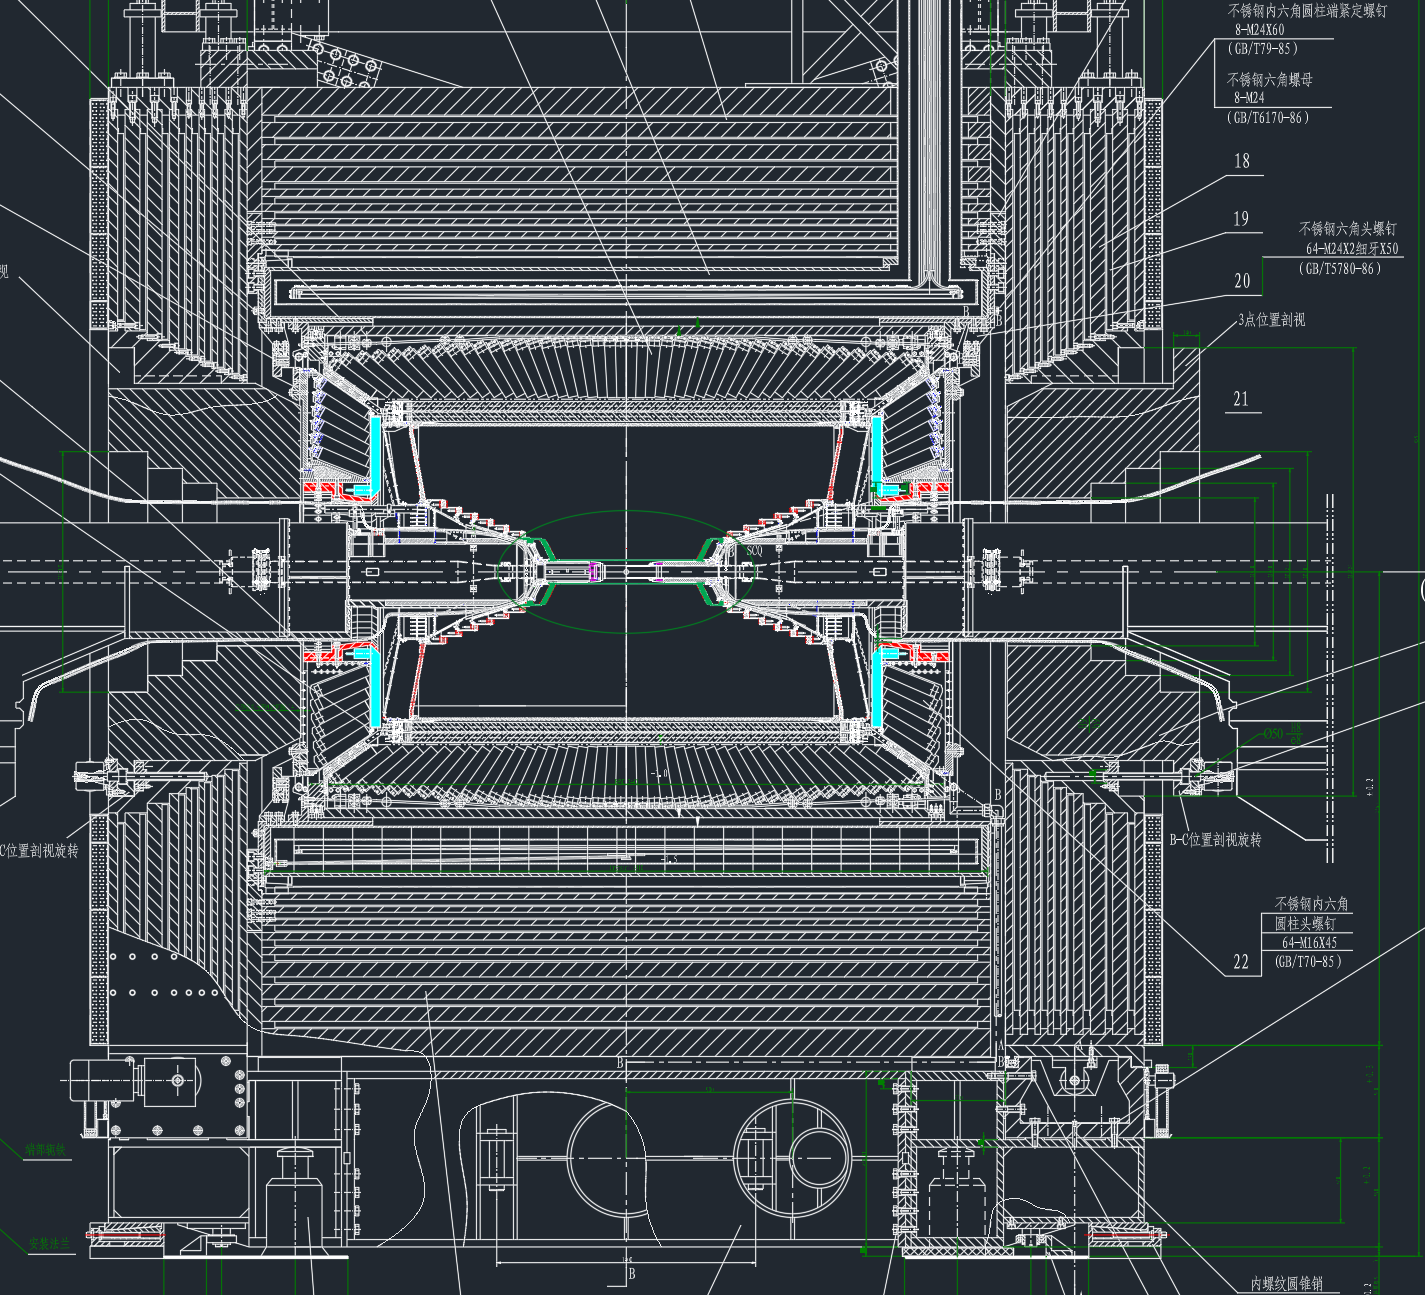 不锈钢内六角圆柱端紧定螺钉
8-M24X60
(GB/T79-85)
不锈钢六角螺母
8-M24
(GB/T6170-86)
18
19
不锈钢六角头螺钉
64-M24X2细牙X50
(GB/T5780-86)
20
3点位置剖视
视
21
B
B
SCQ
Ø50
B
C位置剖视旋转
B-C位置剖视旋转
不锈钢内六角
圆柱头螺钉
64-M16X45
(GB/T70-85)
22
B
B
安装法兰
B
内螺纹圆锥销